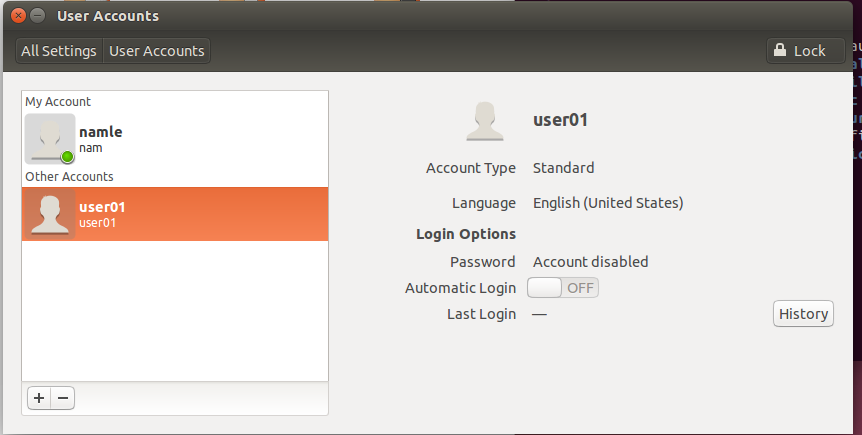 User Accounts
All Settings User Accounts Lock
My Account
namle
nam
Other Accounts
user01
user01
user01
Account Type Standard
Language English (United States)
Login Options
Password Account disabled
Automatic Login OFF
Last Login —
History
+ −